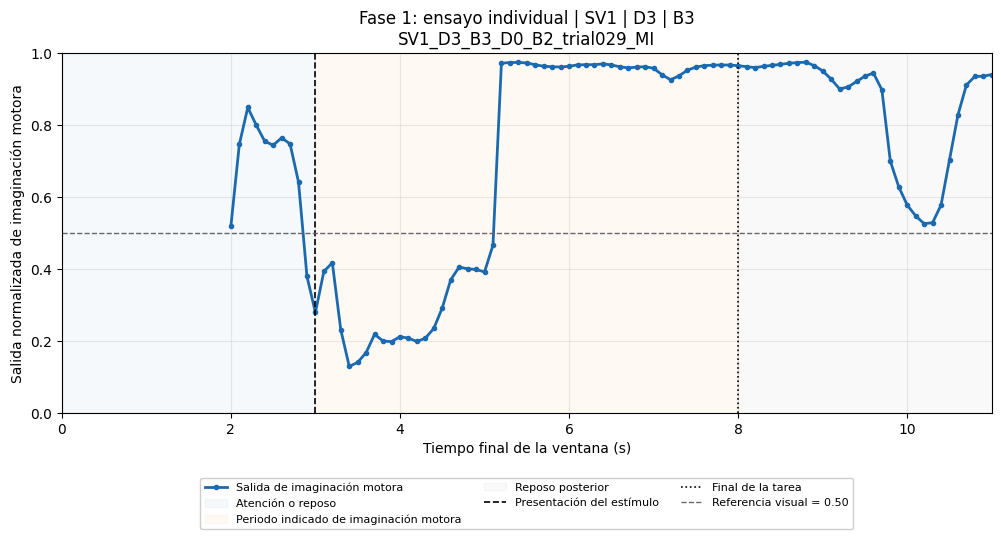 Fase 1: ensayo individual | SV1 | D3 | B3
SV1_D3_B3_D0_B2_trial029_MI
Salida normalizada de imaginación motora
1.0
0.8
0.6
0.4
0.2
0.0
0
2
4
6
8
10
Tiempo final de la ventana (s)
Salida de imaginación motora
Atención o reposo
Periodo indicado de imaginación motora
Reposo posterior
Presentación del estímulo
Final de la tarea
Referencia visual = 0.50